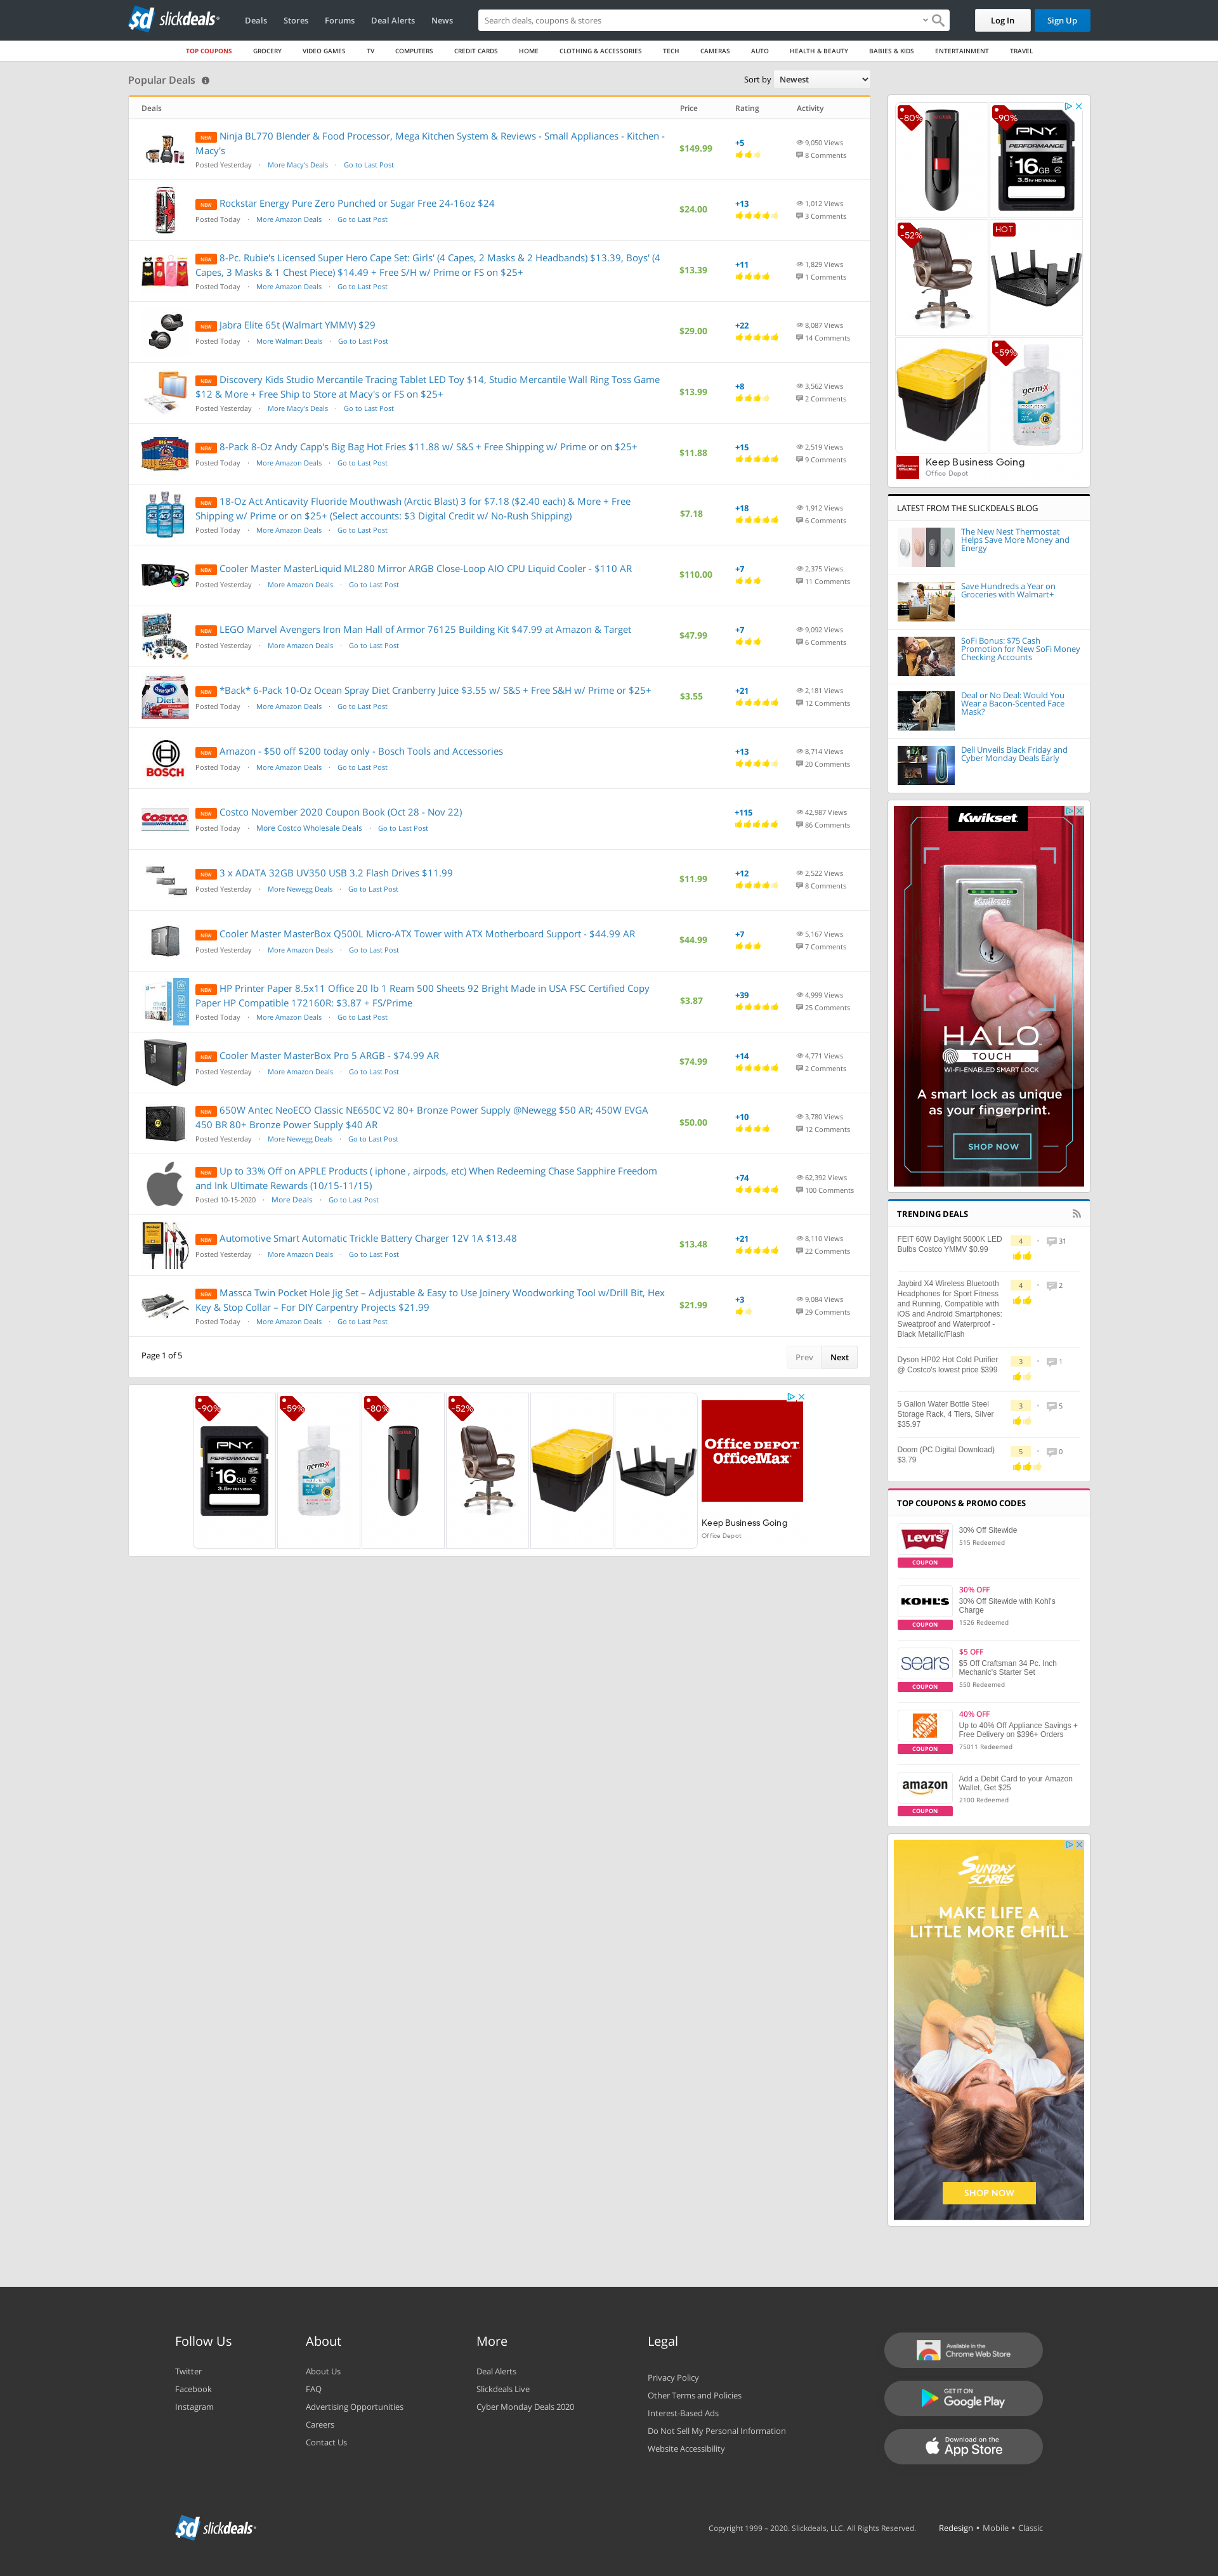 sd slickdeals
Deals Stores Forums Deal Alerts News
Search deals, coupons & stores
Log In Sign Up
TOP COUPONS GROCERY VIDEO GAMES TV COMPUTERS CREDIT CARDS HOME CLOTHING & ACCESSORIES TECH CAMERAS AUTO HEALTH & BEAUTY BABIES & KIDS ENTERTAINMENT TRAVEL
Popular Deals
Sort by Newest
Deals Price Rating Activity
NEW Ninja BL770 Blender & Food Processor, Mega Kitchen System & Reviews - Small Appliances - Kitchen -
Macy's
Posted Yesterday · More Macy's Deals · Go to Last Post
$149.99
+5
9,050 Views
8 Comments
NEW Rockstar Energy Pure Zero Punched or Sugar Free 24-16oz $24
Posted Today · More Amazon Deals · Go to Last Post
$24.00
+13
1,012 Views
3 Comments
NEW 8-Pc. Rubie's Licensed Super Hero Cape Set: Girls' (4 Capes, 2 Masks & 2 Headbands) $13.39, Boys' (4
Capes, 3 Masks & 1 Chest Piece) $14.49 + Free S/H w/ Prime or FS on $25+
Posted Today · More Amazon Deals · Go to Last Post
$13.39
+11
1,829 Views
1 Comments
NEW Jabra Elite 65t (Walmart YMMV) $29
Posted Today · More Walmart Deals · Go to Last Post
$29.00
+22
8,087 Views
14 Comments
NEW Discovery Kids Studio Mercantile Tracing Tablet LED Toy $14, Studio Mercantile Wall Ring Toss Game
$12 & More + Free Ship to Store at Macy's or FS on $25+
Posted Yesterday · More Macy's Deals · Go to Last Post
$13.99
+8
3,562 Views
2 Comments
NEW 8-Pack 8-Oz Andy Capp's Big Bag Hot Fries $11.88 w/ S&S + Free Shipping w/ Prime or on $25+
Posted Today · More Amazon Deals · Go to Last Post
$11.88
+15
2,519 Views
9 Comments
NEW 18-Oz Act Anticavity Fluoride Mouthwash (Arctic Blast) 3 for $7.18 ($2.40 each) & More + Free
Shipping w/ Prime or on $25+ (Select accounts: $3 Digital Credit w/ No-Rush Shipping)
Posted Today · More Amazon Deals · Go to Last Post
$7.18
+18
1,912 Views
6 Comments
NEW Cooler Master MasterLiquid ML280 Mirror ARGB Close-Loop AIO CPU Liquid Cooler - $110 AR
Posted Yesterday · More Amazon Deals · Go to Last Post
$110.00
+7
2,375 Views
11 Comments
NEW LEGO Marvel Avengers Iron Man Hall of Armor 76125 Building Kit $47.99 at Amazon & Target
Posted Yesterday · More Amazon Deals · Go to Last Post
$47.99
+7
9,092 Views
6 Comments
NEW *Back* 6-Pack 10-Oz Ocean Spray Diet Cranberry Juice $3.55 w/ S&S + Free S&H w/ Prime or $25+
Posted Today · More Amazon Deals · Go to Last Post
$3.55
+21
2,181 Views
12 Comments
BOSCH
NEW Amazon - $50 off $200 today only - Bosch Tools and Accessories
Posted Today · More Amazon Deals · Go to Last Post
+13
8,714 Views
20 Comments
COSTCO WHOLESALE
NEW Costco November 2020 Coupon Book (Oct 28 - Nov 22)
Posted Today · More Costco Wholesale Deals · Go to Last Post
+115
42,987 Views
86 Comments
NEW 3 x ADATA 32GB UV350 USB 3.2 Flash Drives $11.99
Posted Yesterday · More Newegg Deals · Go to Last Post
$11.99
+12
2,522 Views
8 Comments
NEW Cooler Master MasterBox Q500L Micro-ATX Tower with ATX Motherboard Support - $44.99 AR
Posted Yesterday · More Amazon Deals · Go to Last Post
$44.99
+7
5,167 Views
7 Comments
NEW HP Printer Paper 8.5x11 Office 20 lb 1 Ream 500 Sheets 92 Bright Made in USA FSC Certified Copy
Paper HP Compatible 172160R: $3.87 + FS/Prime
Posted Today · More Amazon Deals · Go to Last Post
$3.87
+39
4,999 Views
25 Comments
NEW Cooler Master MasterBox Pro 5 ARGB - $74.99 AR
Posted Yesterday · More Amazon Deals · Go to Last Post
$74.99
+14
4,771 Views
2 Comments
NEW 650W Antec NeoECO Classic NE650C V2 80+ Bronze Power Supply @Newegg $50 AR; 450W EVGA
450 BR 80+ Bronze Power Supply $40 AR
Posted Yesterday · More Newegg Deals · Go to Last Post
$50.00
+10
3,780 Views
12 Comments
NEW Up to 33% Off on APPLE Products ( iphone , airpods, etc) When Redeeming Chase Sapphire Freedom
and Ink Ultimate Rewards (10/15-11/15)
Posted 10-15-2020 · More Deals · Go to Last Post
+74
62,392 Views
100 Comments
NEW Automotive Smart Automatic Trickle Battery Charger 12V 1A $13.48
Posted Yesterday · More Amazon Deals · Go to Last Post
$13.48
+21
8,110 Views
22 Comments
NEW Massca Twin Pocket Hole Jig Set – Adjustable & Easy to Use Joinery Woodworking Tool w/Drill Bit, Hex
Key & Stop Collar – For DIY Carpentry Projects $21.99
Posted Today · More Amazon Deals · Go to Last Post
$21.99
+3
9,084 Views
29 Comments
Page 1 of 5
Prev Next
-90% -59% -80% -52%
PNY
PERFORMANCE
16GB
germ-X
Office DEPOT.
OfficeMax
Keep Business Going
Office Depot
-80% -90%
PNY
PERFORMANCE
16GB
-52% HOT
-59%
germ-X
Keep Business Going
Office Depot
LATEST FROM THE SLICKDEALS BLOG
The New Nest Thermostat
Helps Save More Money and
Energy
Save Hundreds a Year on
Groceries with Walmart+
SoFi Bonus: $75 Cash
Promotion for New SoFi Money
Checking Accounts
Deal or No Deal: Would You
Wear a Bacon-Scented Face
Mask?
Dell Unveils Black Friday and
Cyber Monday Deals Early
Kwikset
Kwikset
HALO
TOUCH
WI-FI-ENABLED SMART LOCK
A smart lock as unique
as your fingerprint.
SHOP NOW
TRENDING DEALS
FEIT 60W Daylight 5000K LED
Bulbs Costco YMMV $0.99
4 · 31
Jaybird X4 Wireless Bluetooth
Headphones for Sport Fitness
and Running, Compatible with
iOS and Android Smartphones:
Sweatproof and Waterproof -
Black Metallic/Flash
4 · 2
Dyson HP02 Hot Cold Purifier
@ Costco's lowest price $399
3 · 1
5 Gallon Water Bottle Steel
Storage Rack, 4 Tiers, Silver
$35.97
3 · 5
Doom (PC Digital Download)
$3.79
5 · 0
TOP COUPONS & PROMO CODES
LEVI'S
COUPON
30% Off Sitewide
515 Redeemed
KOHL'S
COUPON
30% OFF
30% Off Sitewide with Kohl's
Charge
1526 Redeemed
sears
COUPON
$5 OFF
$5 Off Craftsman 34 Pc. Inch
Mechanic's Starter Set
550 Redeemed
COUPON
40% OFF
Up to 40% Off Appliance Savings +
Free Delivery on $396+ Orders
75011 Redeemed
amazon
COUPON
Add a Debit Card to your Amazon
Wallet, Get $25
2100 Redeemed
SUNDAY
SCARIES
MAKE LIFE A
LITTLE MORE CHILL
SHOP NOW
Follow Us
Twitter
Facebook
Instagram
About
About Us
FAQ
Advertising Opportunities
Careers
Contact Us
More
Deal Alerts
Slickdeals Live
Cyber Monday Deals 2020
Legal
Privacy Policy
Other Terms and Policies
Interest-Based Ads
Do Not Sell My Personal Information
Website Accessibility
Available in the
Chrome Web Store
GET IT ON
Google Play
Download on the
App Store
sd slickdeals
Copyright 1999 – 2020. Slickdeals, LLC. All Rights Reserved.
Redesign • Mobile • Classic